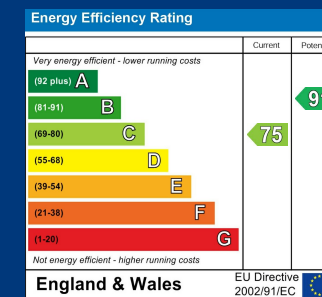 Energy Efficiency Rating
Current
Very energy efficient - lower running costs
(92 plus) A
(81-91) B
(69-80) C
75
(55-68) D
(39-54) E
(21-38) F
(1-20) G
Not energy efficient - higher running costs
England & Wales
EU Directive
2002/91/EC